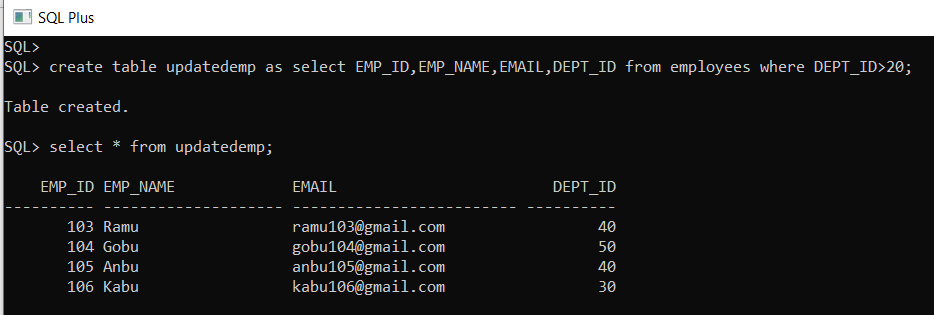 SQL Plus
SQL>
SQL> create table updatedemp as select EMP_ID,EMP_NAME,EMAIL,DEPT_ID from employees where DEPT_ID>20;
Table created.
SQL> select * from updatedemp;
    EMP_ID EMP_NAME             EMAIL                        DEPT_ID
---------- -------------------- ------------------------- ----------
       103 Ramu                 ramu103@gmail.com                 40
       104 Gobu                 gobu104@gmail.com                 50
       105 Anbu                 anbu105@gmail.com                 40
       106 Kabu                 kabu106@gmail.com                 30